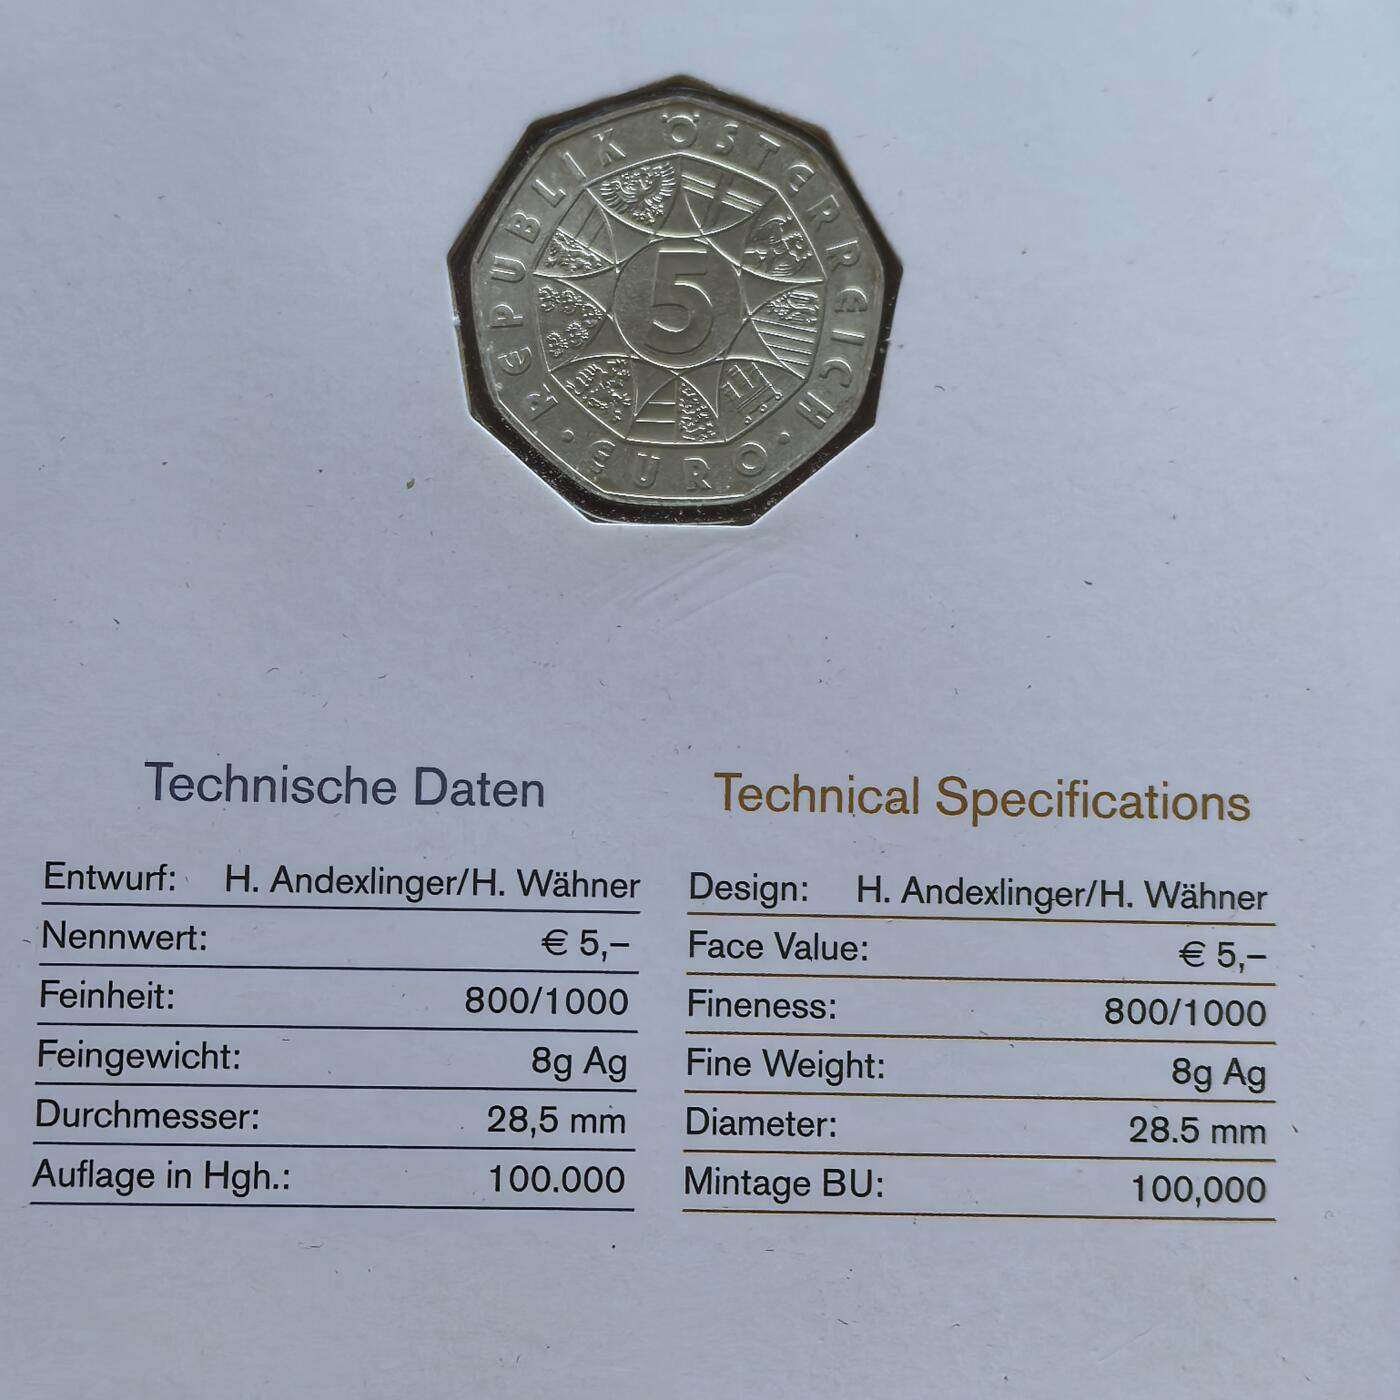 REPUBLIK ÖSTERREICH
5
· EURO ·
Technische Daten
Entwurf: H. Andexlinger/H. Wähner
Nennwert: € 5,–
Feinheit: 800/1000
Feingewicht: 8g Ag
Durchmesser: 28,5 mm
Auflage in Hgh.: 100.000
Technical Specifications
Design: H. Andexlinger/H. Wähner
Face Value: € 5,–
Fineness: 800/1000
Fine Weight: 8g Ag
Diameter: 28.5 mm
Mintage BU: 100,000